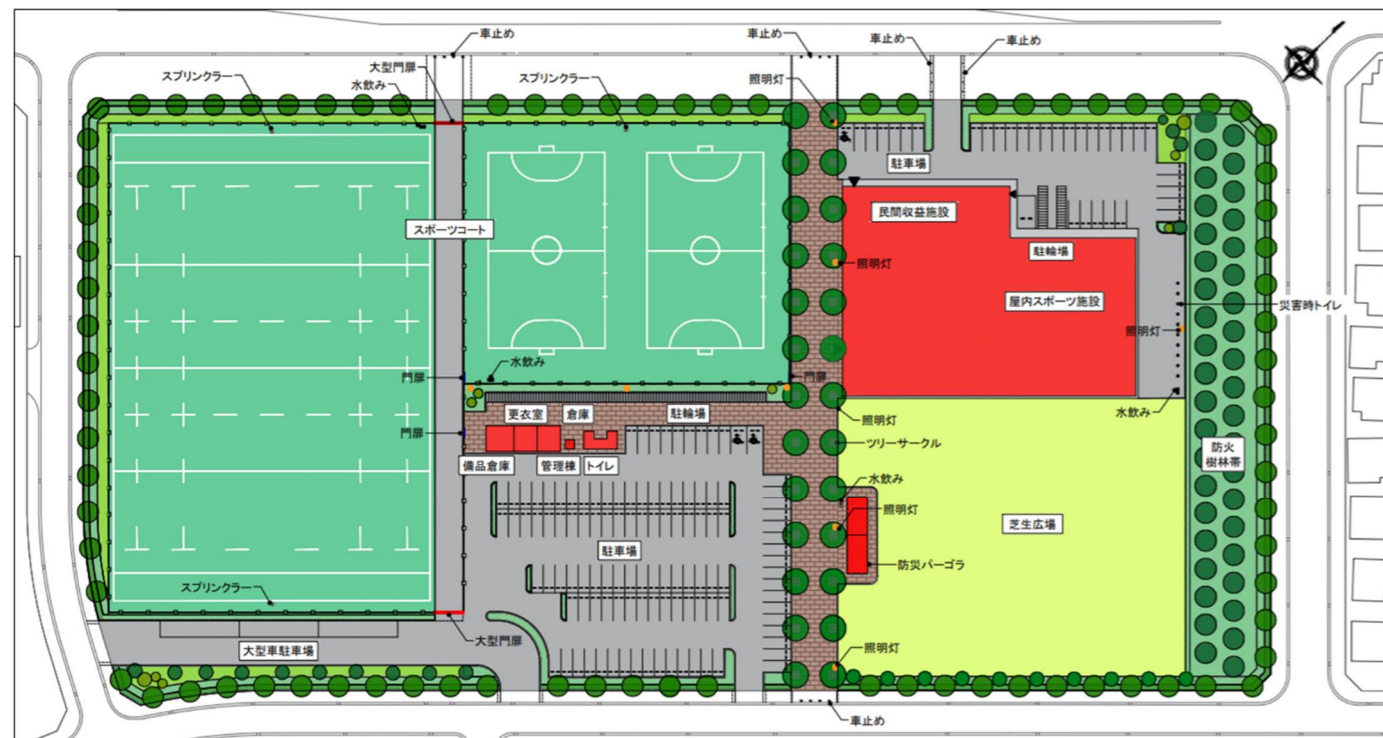 車止め
車止め
車止め
車止め
大型門扉
スプリンクラー
水飲み
スプリンクラー
照明灯
駐車場
民間収益施設
スポーツコート
駐輪場
照明灯
屋内スポーツ施設
災害時トイレ
照明灯
水飲み
門扉
門扉
水飲み
更衣室
倉庫
駐輪場
照明灯
門扉
ツリーサークル
防火
樹林帯
備品倉庫
管理棟
トイレ
水飲み
照明灯
芝生広場
駐車場
防災パーゴラ
スプリンクラー
大型門扉
大型車駐車場
照明灯
車止め